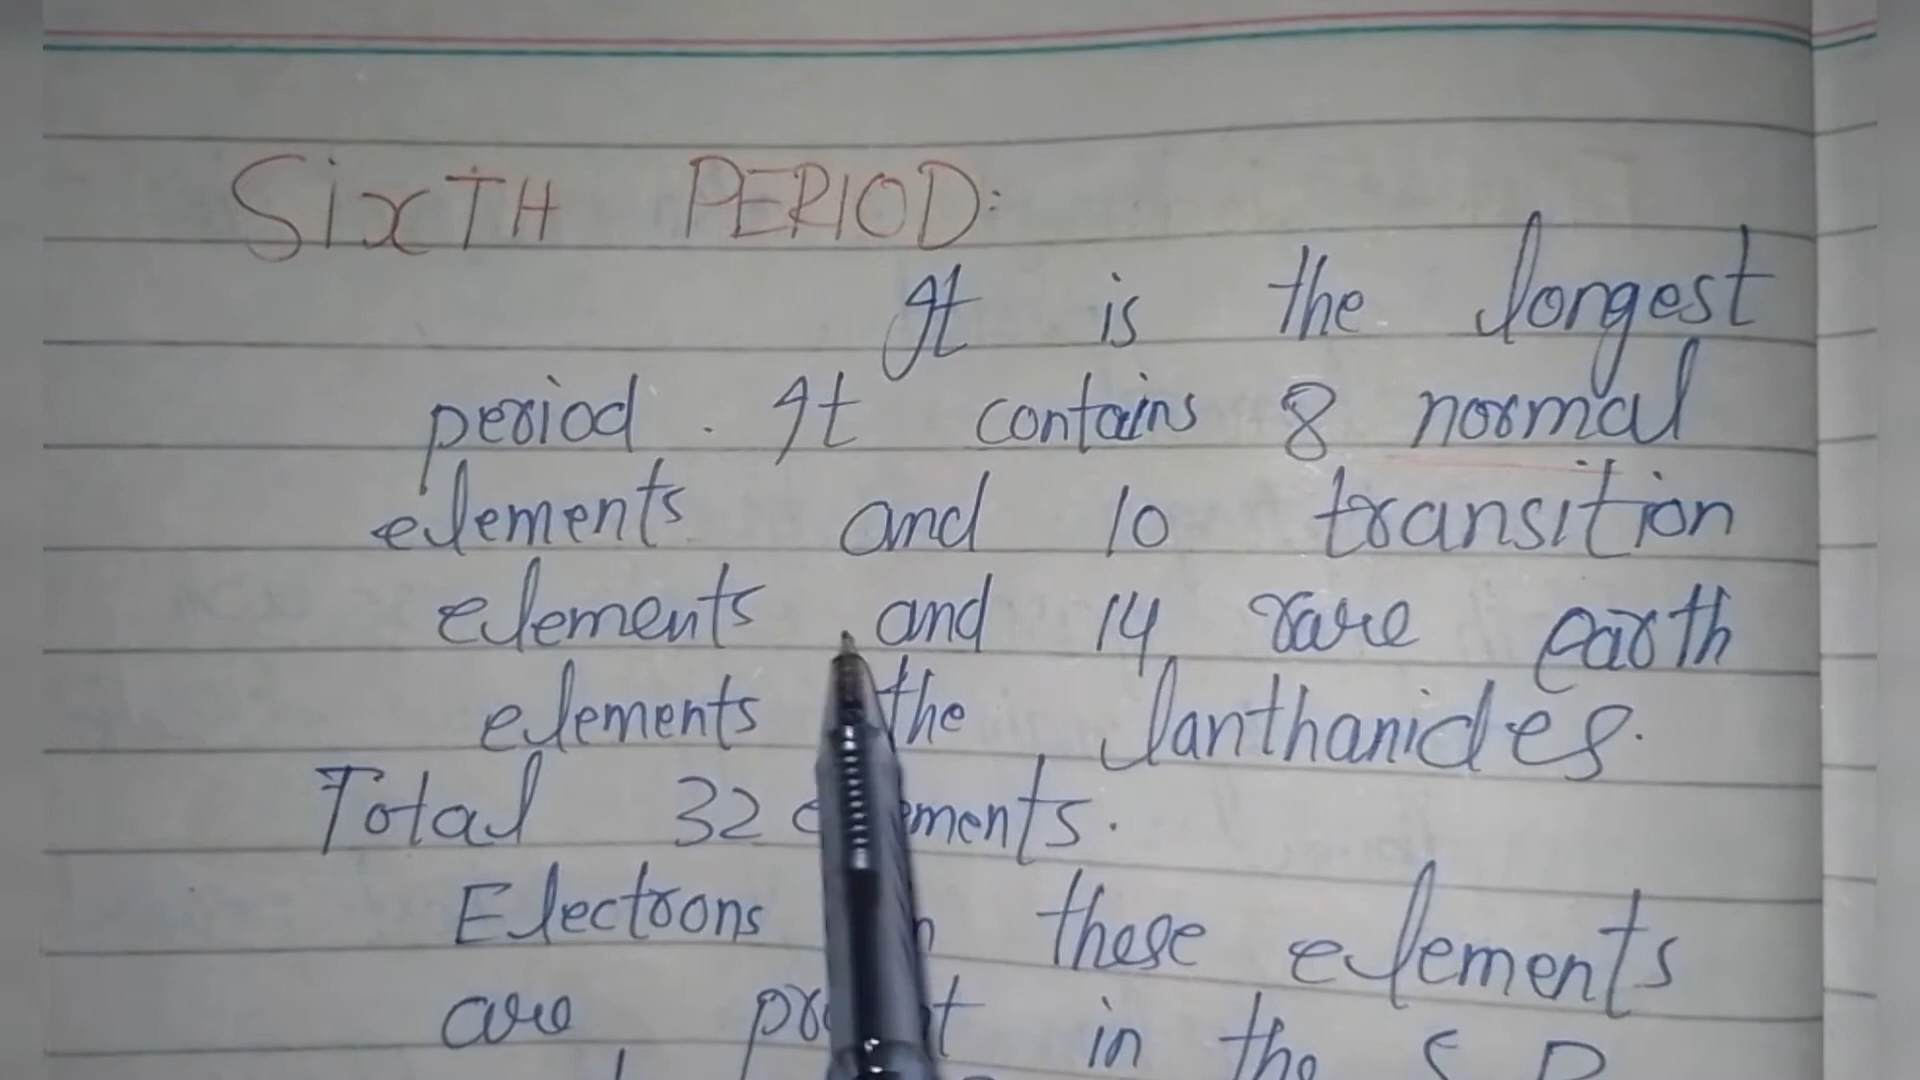 SixTH PERIOD:
It is the longest
period. It contains 8 normal
elements and 10 transition
elements and 14 rare earth
elements the lanthanides.
Total 32 elements.
Electrons these elements
are in the S P